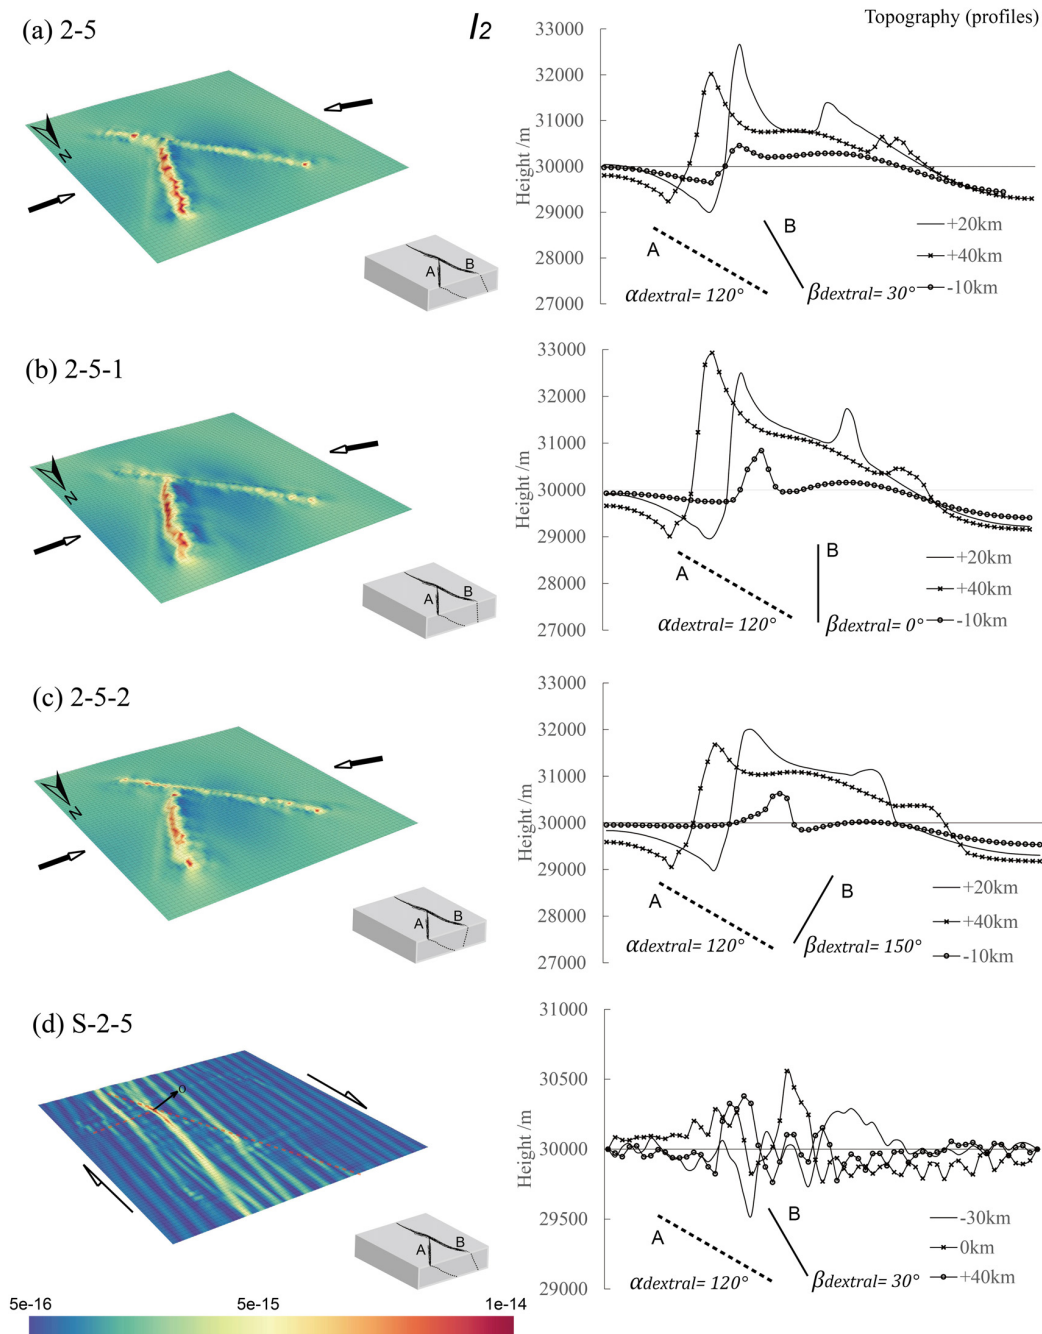 (a) 2-5
I2
Topography (profiles)
N
A
B
Height /m
33000
32000
31000
30000
29000
28000
27000
A
B
αdextral= 120°
βdextral= 30°
+20km
+40km
-10km
(b) 2-5-1
N
A
B
Height /m
33000
32000
31000
30000
29000
28000
27000
A
B
αdextral= 120°
βdextral= 0°
+20km
+40km
-10km
(c) 2-5-2
N
A
B
Height /m
33000
32000
31000
30000
29000
28000
27000
A
B
αdextral= 120°
βdextral= 150°
+20km
+40km
-10km
(d) S-2-5
0
A
B
Height /m
31000
30500
30000
29500
29000
A
B
αdextral= 120°
βdextral= 30°
-30km
0km
+40km
5e-16
5e-15
1e-14